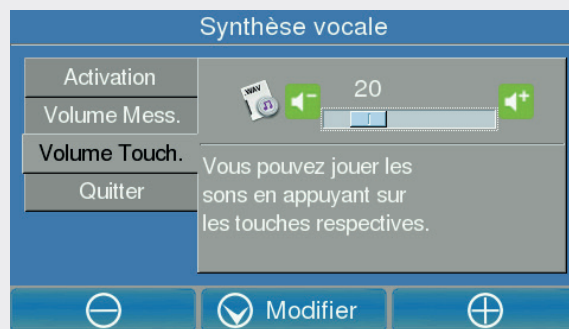 Synthèse vocale
Activation
Volume Mess.
Volume Touch.
Quitter
WAV
20
Vous pouvez jouer les
sons en appuyant sur
les touches respectives.
Modifier